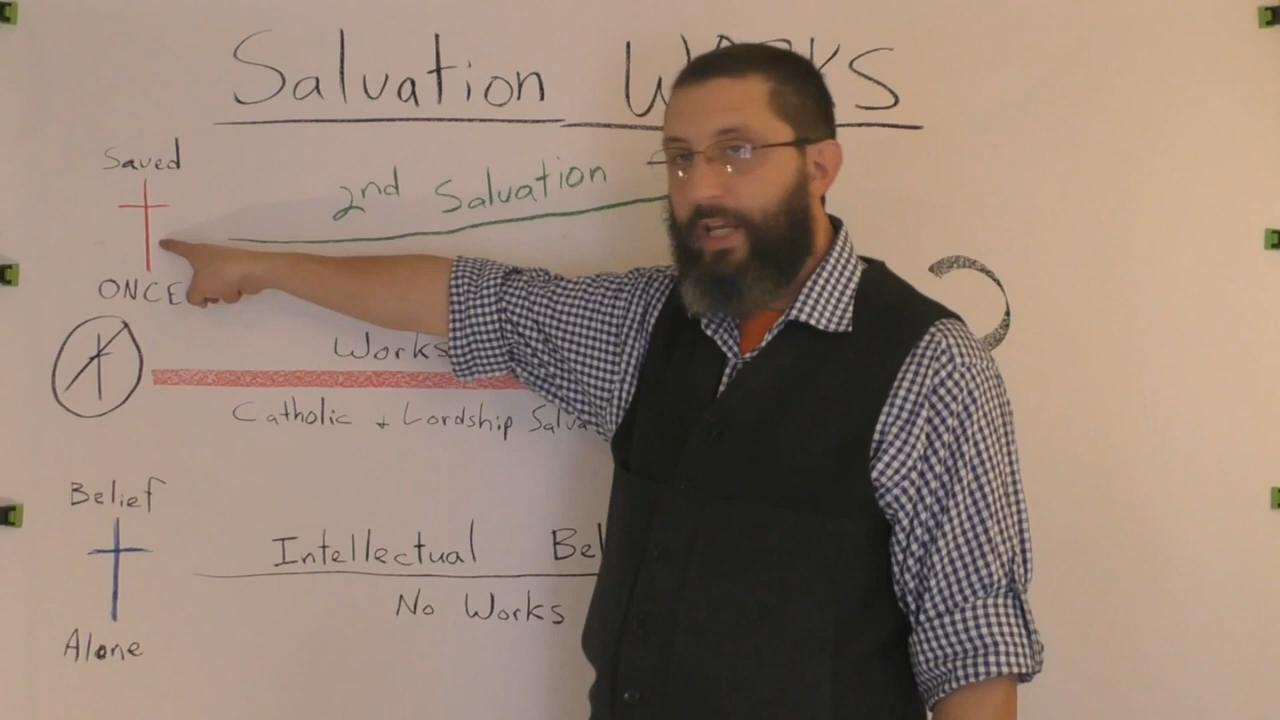 Salvation
Saved
2nd Salvation
ONCE
Works
Catholic + Lordship
Belief
Intellectual
No Works
Alone